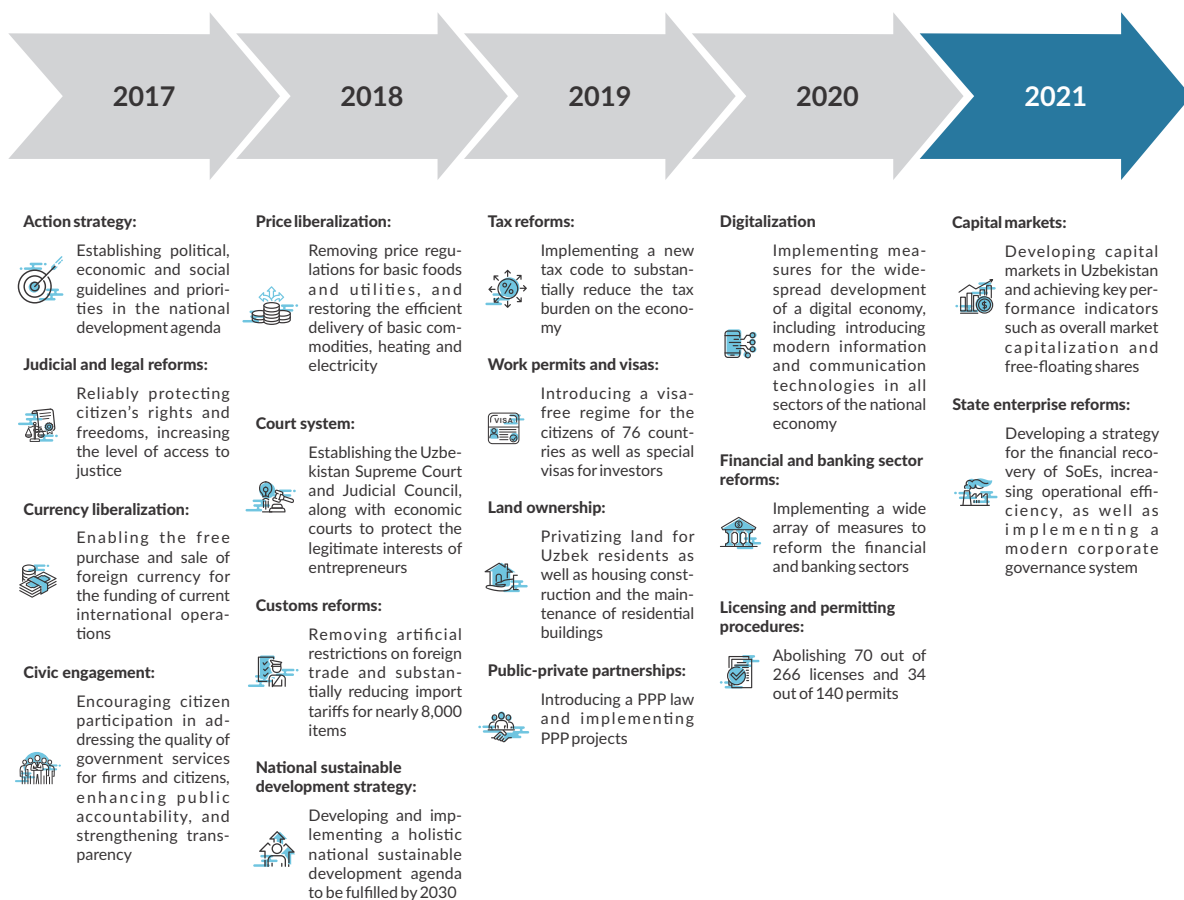 2017
2018
2019
2020
2021
Action strategy:
Establishing political,
economic and social
guidelines and priori-
ties in the national
development agenda
Judicial and legal reforms:
Reliably protecting
citizen's rights and
freedoms, increasing
the level of access to
justice
Currency liberalization:
Enabling the free
purchase and sale of
foreign currency for
the funding of current
international opera-
tions
Civic engagement:
Encouraging citizen
participation in ad-
dressing the quality of
government services
for firms and citizens,
enhancing public
accountability, and
strengthening trans-
parency
Price liberalization:
Removing price regu-
lations for basic foods
and utilities, and
restoring the efficient
delivery of basic com-
modities, heating and
electricity
Court system:
Establishing the Uzbe-
kistan Supreme Court
and Judicial Council,
along with economic
courts to protect the
legitimate interests of
entrepreneurs
Customs reforms:
Removing artificial
restrictions on foreign
trade and substan-
tially reducing import
tariffs for nearly 8,000
items
National sustainable
development strategy:
Developing and imp-
lementing a holistic
national sustainable
development agenda
to be fulfilled by 2030
Tax reforms:
Implementing a new
tax code to substan-
tially reduce the tax
burden on the econo-
my
Work permits and visas:
VISA
Introducing a visa-
free regime for the
citizens of 76 count-
ries as well as special
visas for investors
Land ownership:
Privatizing land for
Uzbek residents as
well as housing const-
ruction and the main-
tenance of residential
buildings
Public-private partnerships:
Introducing a PPP law
and implementing
PPP projects
Digitalization
Implementing mea-
sures for the wide-
spread development
of a digital economy,
including introducing
modern information
and communication
technologies in all
sectors of the national
economy
Financial and banking sector
reforms:
Implementing a wide
array of measures to
reform the financial
and banking sectors
Licensing and permitting
procedures:
Abolishing 70 out of
266 licenses and 34
out of 140 permits
Capital markets:
Developing capital
markets in Uzbekistan
and achieving key per-
formance indicators
such as overall market
capitalization and
free-floating shares
State enterprise reforms:
Developing a strategy
for the financial reco-
very of SoEs, increa-
sing operational effi-
ciency, as well as
implementing a
modern corporate
governance system